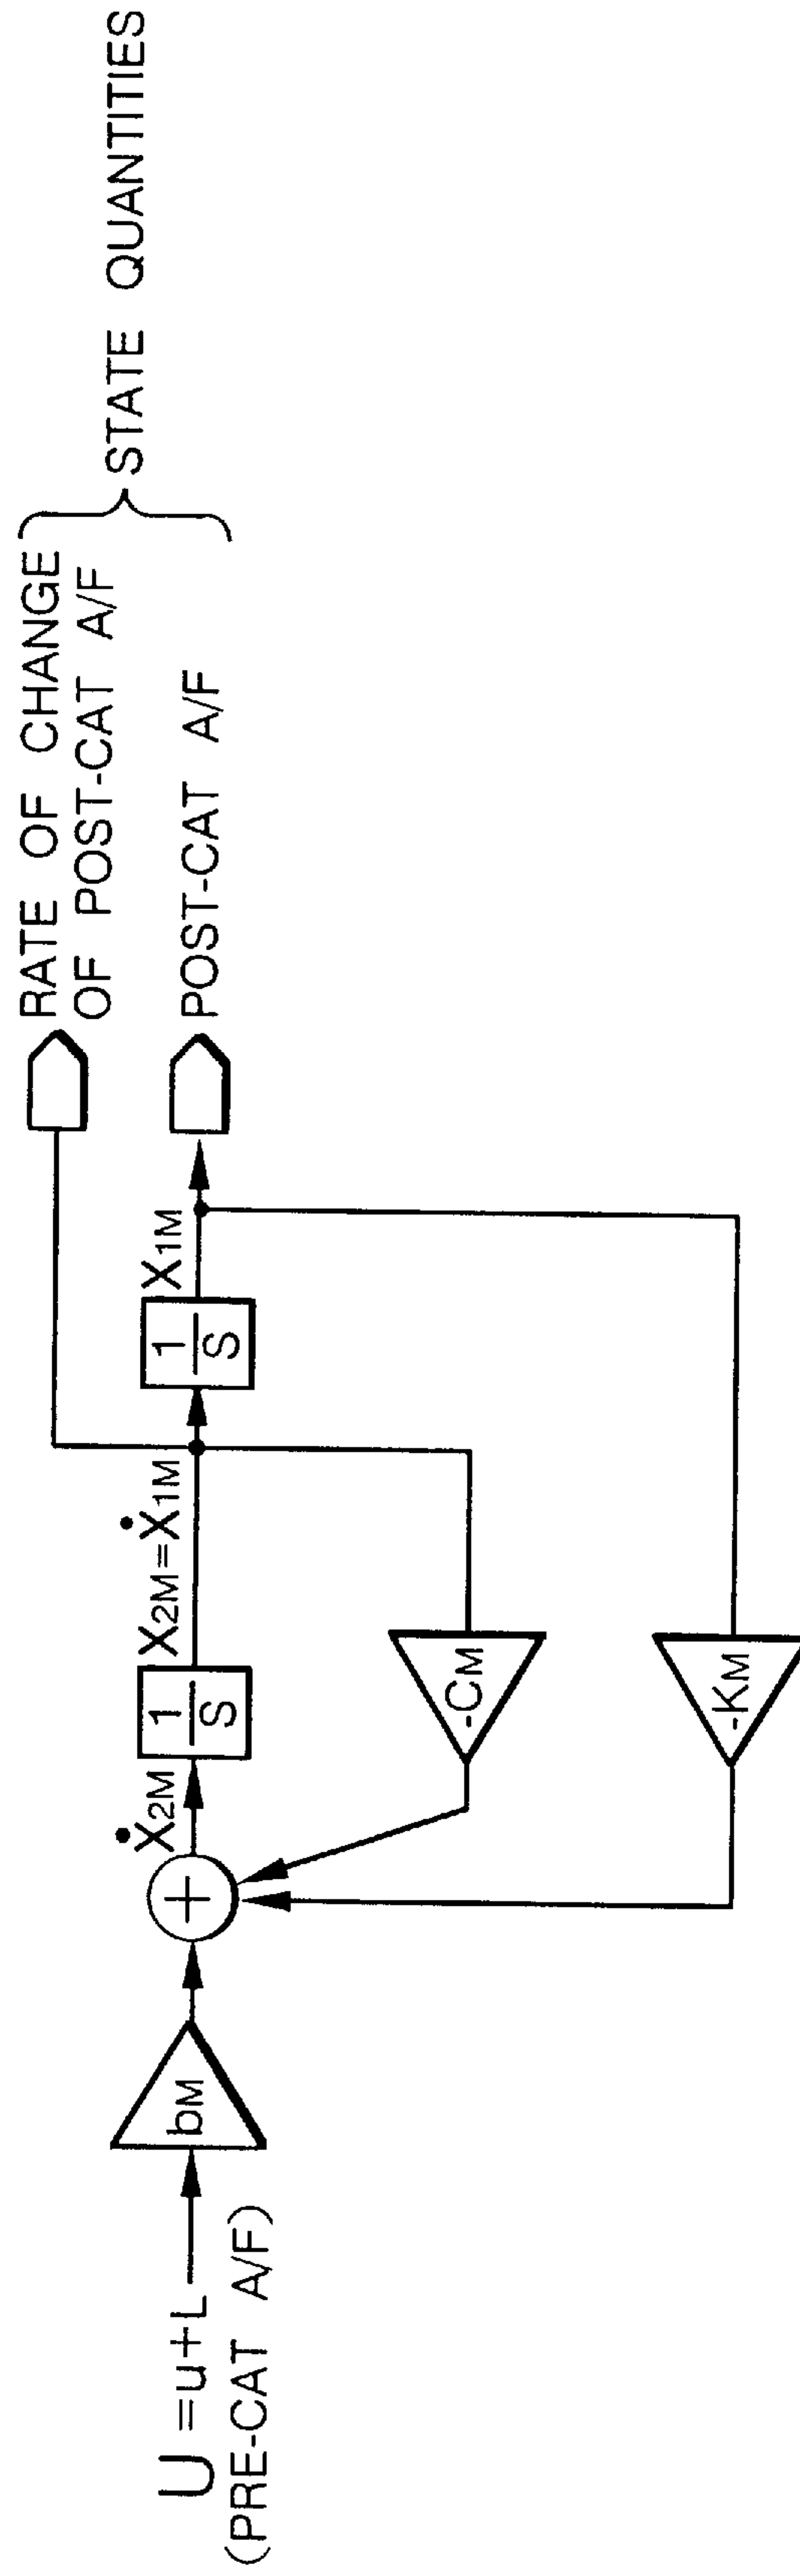 U=u+L
(PRE-CAT A/F)
bM
+
Ẋ2M
1
S
X2M=Ẋ1M
1
S
X1M
-CM
-KM
RATE OF CHANGE
OF POST-CAT A/F
POST-CAT A/F
STATE QUANTITIES